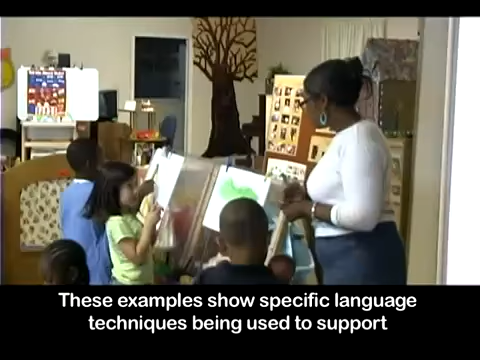 These examples show specific language
techniques being used to support